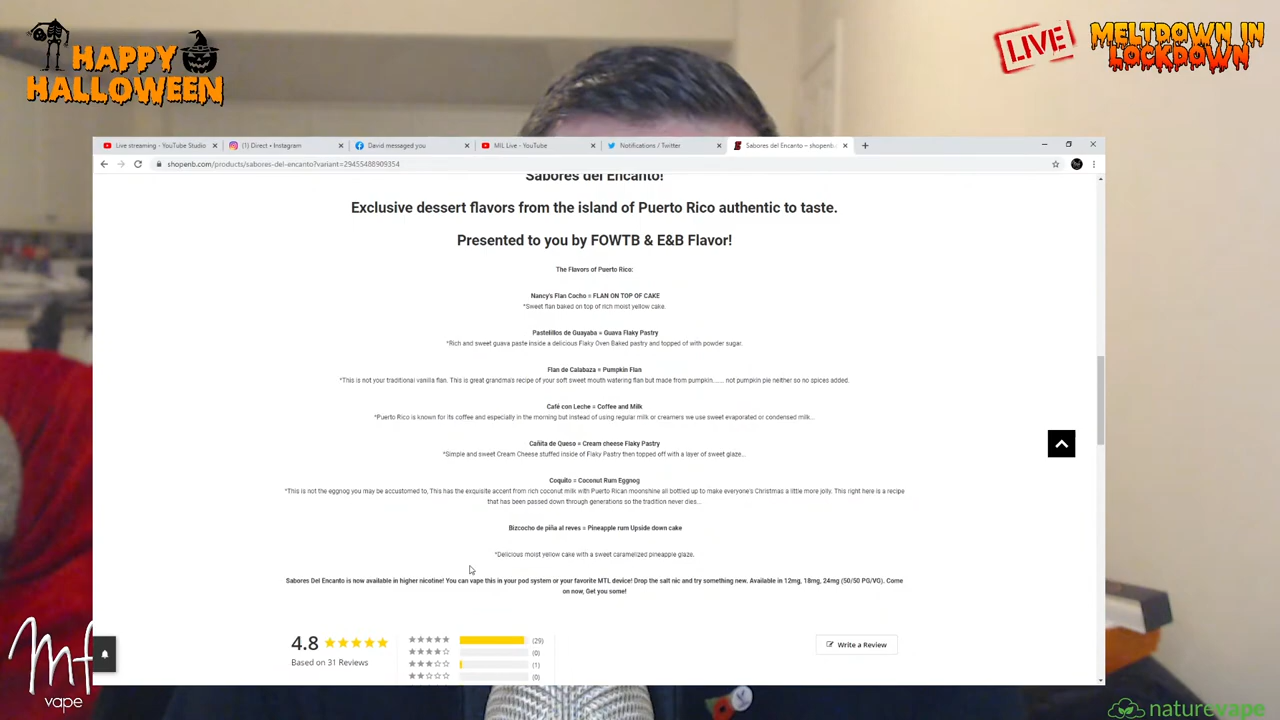 HAPPY
HALLOWEEN
LIVE
MELTDOWN IN
LOCKDOWN
Live streaming - YouTube Studio
(1) Direct • Instagram
David messaged you
MIL Live - YouTube
Notifications / Twitter
Sabores del Encanto – shopenb
shopenb.com/products/sabores-del-encanto?variant=29455488909354
Sabores del Encanto!
Exclusive dessert flavors from the island of Puerto Rico authentic to taste.
Presented to you by FOWTB & E&B Flavor!
The Flavors of Puerto Rico:
Nancy's Flan Cocho = FLAN ON TOP OF CAKE
*Sweet flan baked on top of rich moist yellow cake.
Pastelillos de Guayaba = Guava Flaky Pastry
*Rich and sweet guava paste inside a delicious Flaky Oven Baked pastry and topped of with powder sugar.
Flan de Calabaza = Pumpkin Flan
*This is not your traditional vanilla flan. This is great grandma's recipe of your soft sweet mouth watering flan but made from pumpkin....... not pumpkin pie neither so no spices added.
Café con Leche = Coffee and Milk
*Puerto Rico is known for its coffee and especially in the morning but instead of using regular milk or creamers we use sweet evaporated or condensed milk...
Cañita de Queso = Cream cheese Flaky Pastry
*Simple and sweet Cream Cheese stuffed inside of Flaky Pastry then topped off with a layer of sweet glaze...
Coquito = Coconut Rum Eggnog
*This is not the eggnog you may be accustomed to, This has the exquisite accent from rich coconut milk with Puerto Rican moonshine all bottled up to make everyone's Christmas a little more jolly. This right here is a recipe
that has been passed down through generations so the tradition never dies...
Bizcocho de piña al reves = Pineapple rum Upside down cake
*Delicious moist yellow cake with a sweet caramelized pineapple glaze.
Sabores Del Encanto is now available in higher nicotine! You can vape this in your pod system or your favorite MTL device! Drop the salt nic and try something new. Available in 12mg, 18mg, 24mg (50/50 PG/VG). Come
on now, Get you some!
4.8
(29)
Based on 31 Reviews
(0)
(1)
(0)
Write a Review
vape
naturevape